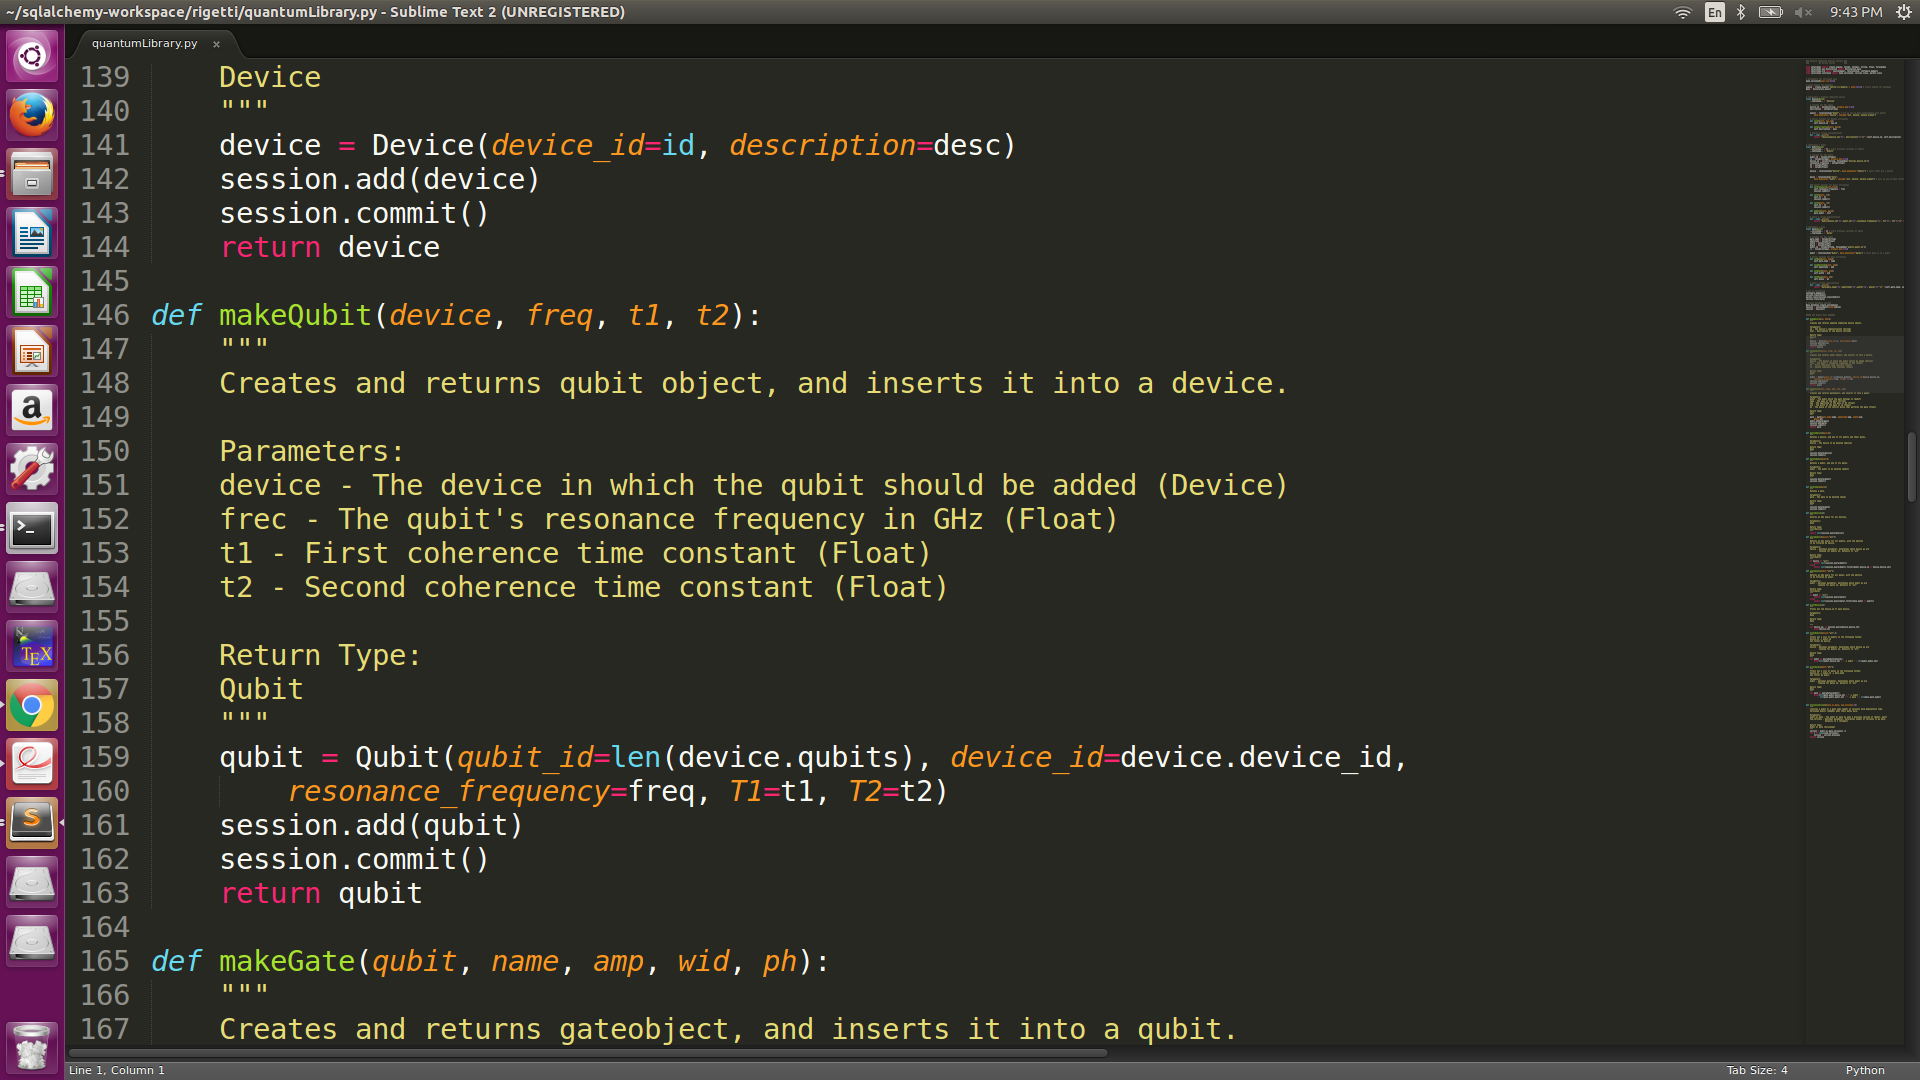 ~/sqlalchemy-workspace/rigetti/quantumLibrary.py - Sublime Text 2 (UNREGISTERED)
En
9:43 PM
quantumLibrary.py ×
139 Device
140 """
141 device = Device(device_id=id, description=desc)
142 session.add(device)
143 session.commit()
144 return device
145
146 def makeQubit(device, freq, t1, t2):
147 """
148 Creates and returns qubit object, and inserts it into a device.
149
150 Parameters:
151 device - The device in which the qubit should be added (Device)
152 frec - The qubit's resonance frequency in GHz (Float)
153 t1 - First coherence time constant (Float)
154 t2 - Second coherence time constant (Float)
155
156 Return Type:
157 Qubit
158 """
159 qubit = Qubit(qubit_id=len(device.qubits), device_id=device.device_id,
160 resonance_frequency=freq, T1=t1, T2=t2)
161 session.add(qubit)
162 session.commit()
163 return qubit
164
165 def makeGate(qubit, name, amp, wid, ph):
166 """
167 Creates and returns gateobject, and inserts it into a qubit.
a
>_
TEX
S
Line 1, Column 1
Tab Size: 4
Python